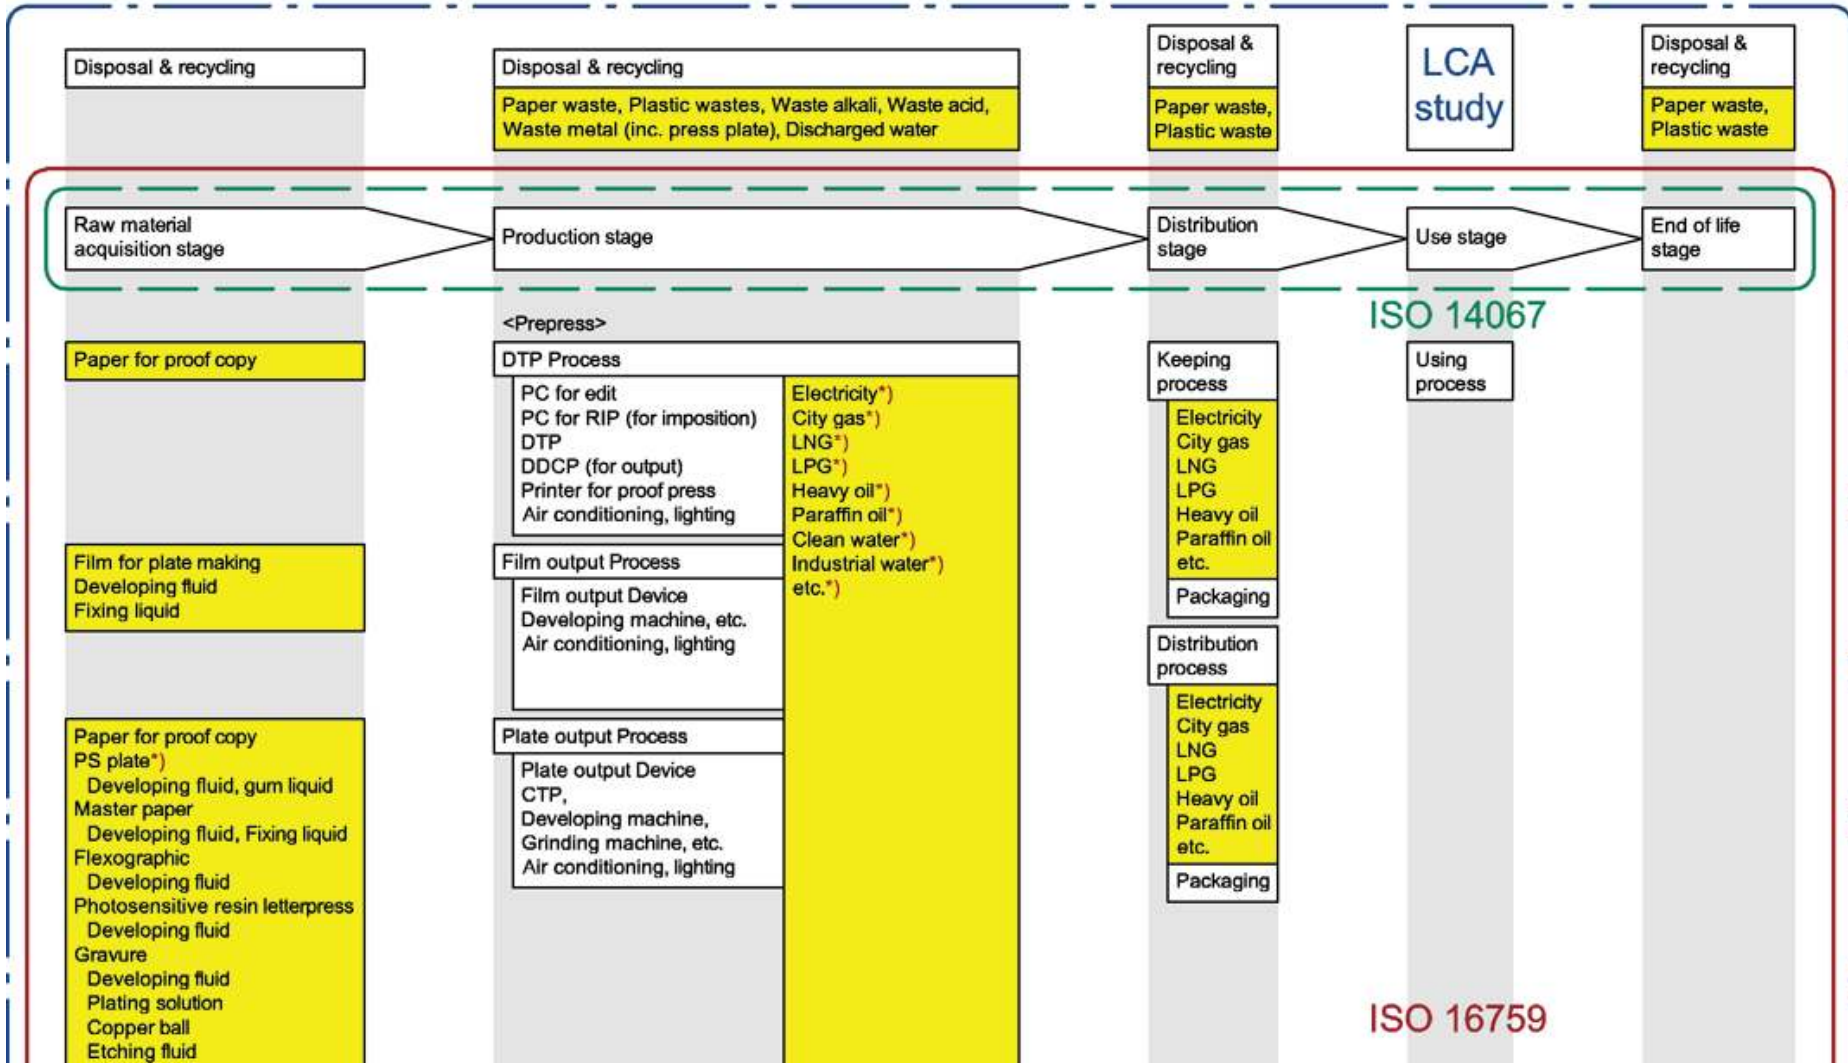 Disposal & recycling
Disposal & recycling
Paper waste, Plastic wastes, Waste alkali, Waste acid,
Waste metal (inc. press plate), Discharged water
Disposal &
recycling
Paper waste,
Plastic waste
LCA
study
Disposal &
recycling
Paper waste,
Plastic waste
Raw material
acquisition stage
Production stage
Distribution
stage
Use stage
End of life
stage
ISO 14067
Paper for proof copy
Film for plate making
Developing fluid
Fixing liquid
Paper for proof copy
PS plate*)
Developing fluid, gum liquid
Master paper
Developing fluid, Fixing liquid
Flexographic
Developing fluid
Photosensitive resin letterpress
Developing fluid
Gravure
Developing fluid
Plating solution
Copper ball
Etching fluid
<Prepress>
DTP Process
PC for edit
PC for RIP (for imposition)
DTP
DDCP (for output)
Printer for proof press
Air conditioning, lighting
Film output Process
Film output Device
Developing machine, etc.
Air conditioning, lighting
Plate output Process
Plate output Device
CTP,
Developing machine,
Grinding machine, etc.
Air conditioning, lighting
Electricity*)
City gas*)
LNG*)
LPG*)
Heavy oil*)
Paraffin oil*)
Clean water*)
Industrial water*)
etc.*)
Keeping
process
Electricity
City gas
LNG
LPG
Heavy oil
Paraffin oil
etc.
Packaging
Distribution
process
Electricity
City gas
LNG
LPG
Heavy oil
Paraffin oil
etc.
Packaging
Using
process
ISO 16759